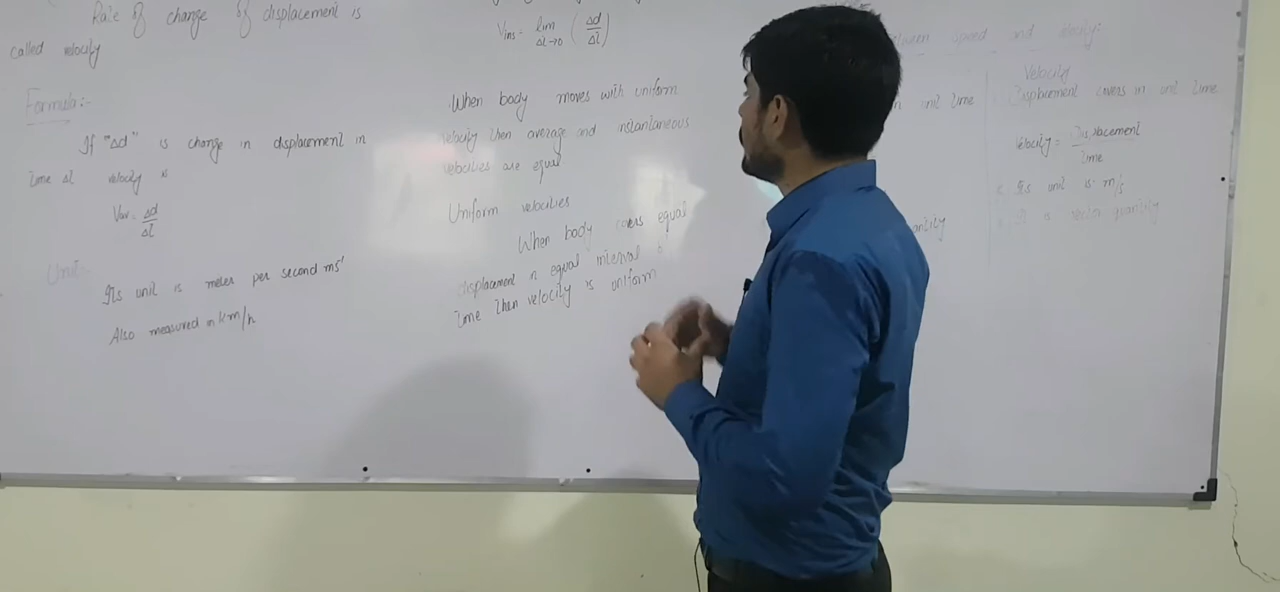 Rate of change of displacement is
called velocity
Formula:-
If "Δd" is change in displacement in
time Δt velocity is
Vav = Δd/Δt
Unit:-
Its unit is meter per second ms⁻¹
Also measured in km/h
Vins = lim Δt→0 (Δd/Δt)
When body moves with uniform
velocity then average and instantaneous
velocities are equal
Uniform velocities
When body covers equal
displacement in equal interval
time then velocity is uniform
speed and
in unit time
antity
Velocity
Displacement covers in unit time
Velocity = Displacement/time
Its unit is m/s
It is vector quantity